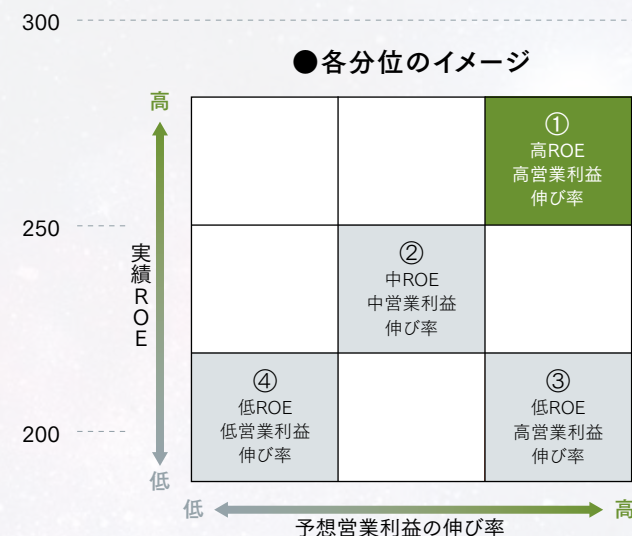 300
●各分位のイメージ
高
①
高ROE
高営業利益
伸び率
250
実績ROE
②
中ROE
中営業利益
伸び率
④
低ROE
低営業利益
伸び率
③
低ROE
高営業利益
伸び率
200
低
低
高
予想営業利益の伸び率